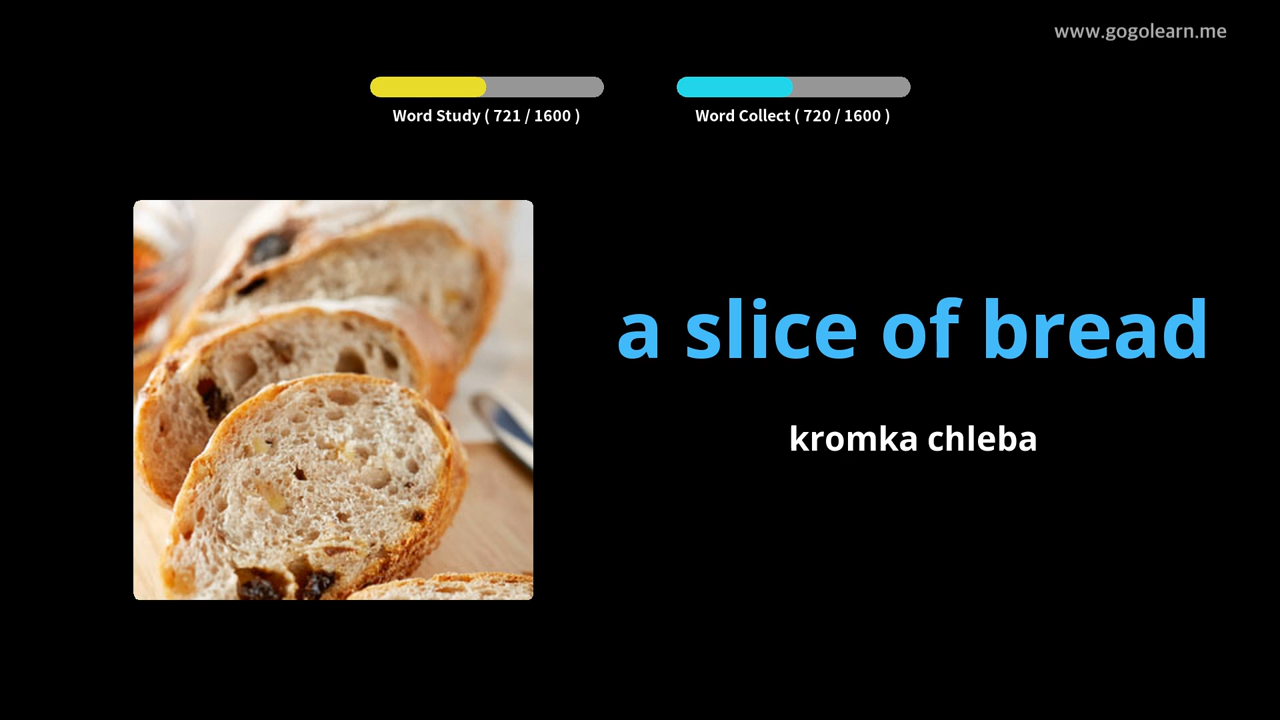 www.gogolearn.me
Word Study ( 721 / 1600 )
Word Collect ( 720 / 1600 )
a slice of bread
kromka chleba